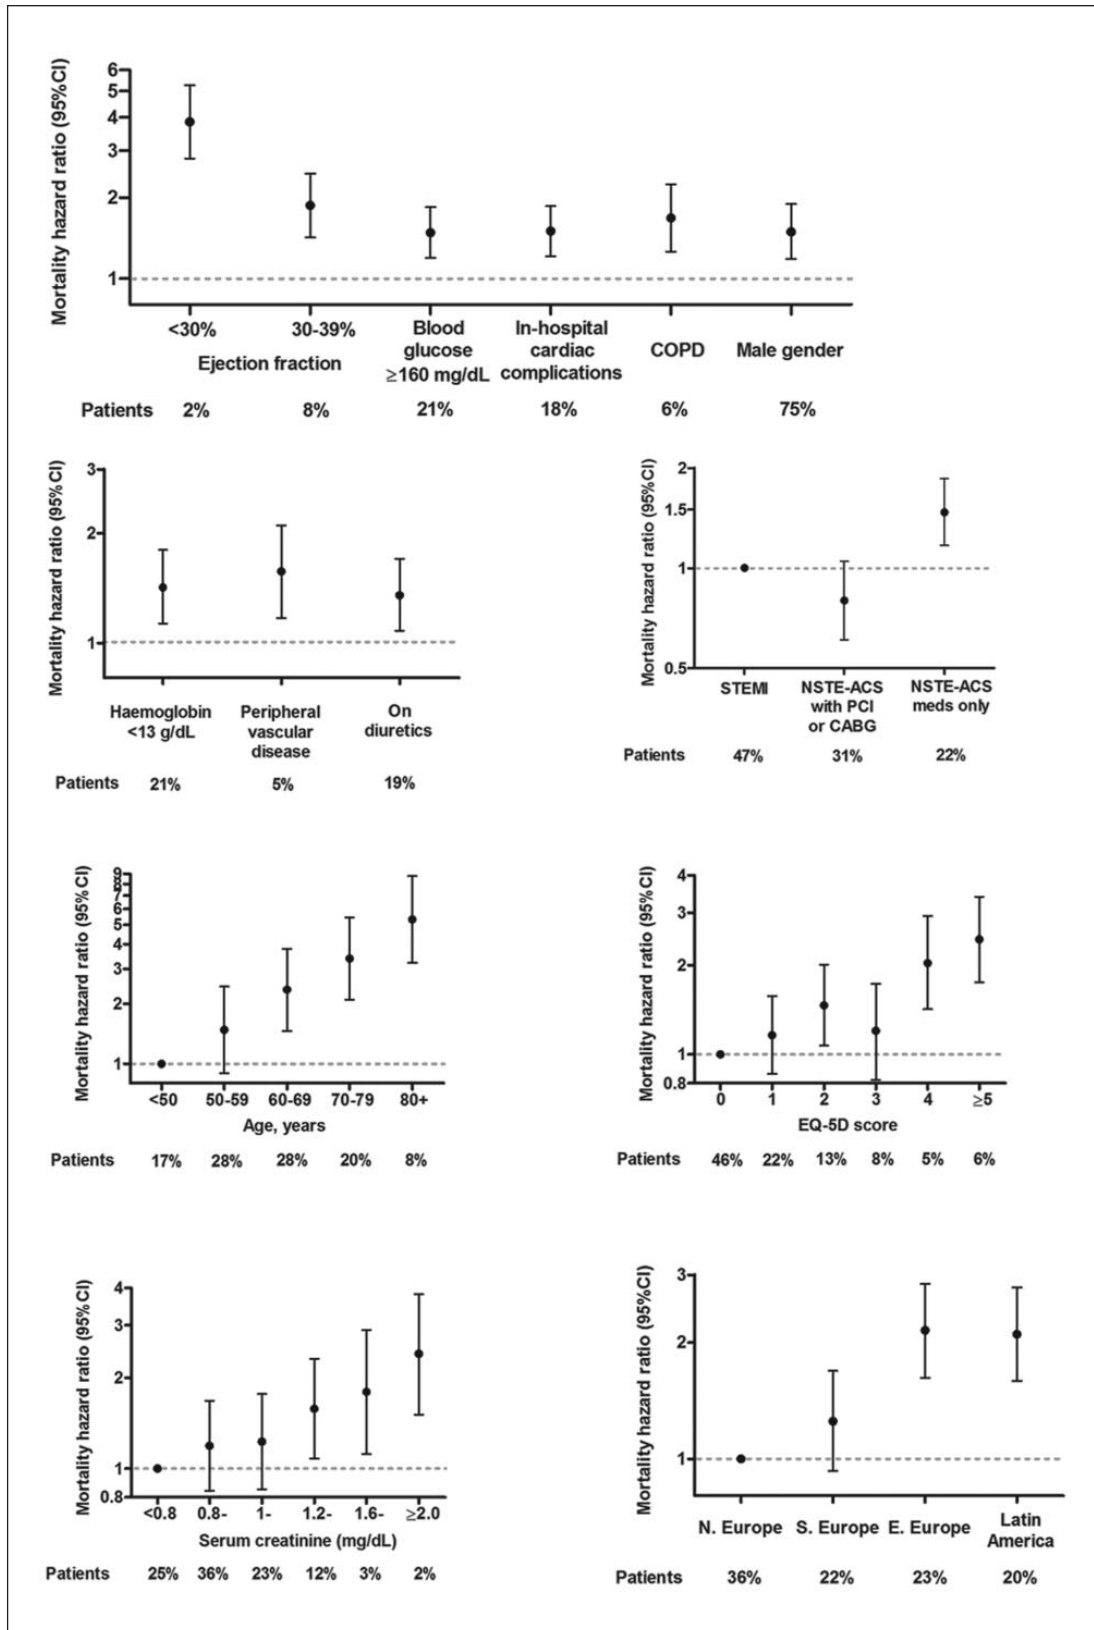 Mortality hazard ratio (95%CI)
6
5
4
3
2
1
<30% 30-39% Blood In-hospital COPD Male gender
glucose cardiac
Ejection fraction ≥160 mg/dL complications
Patients 2% 8% 21% 18% 6% 75%
Mortality hazard ratio (95%CI)
3
2
1
Haemoglobin Peripheral On
<13 g/dL vascular diuretics
disease
Patients 21% 5% 19%
Mortality hazard ratio (95%CI)
2
1.5
1
0.5
STEMI NSTE-ACS NSTE-ACS
with PCI meds only
or CABG
Patients 47% 31% 22%
Mortality hazard ratio (95%CI)
9
8
7
6
5
4
3
2
1
<50 50-59 60-69 70-79 80+
Age, years
Patients 17% 28% 28% 20% 8%
Mortality hazard ratio (95%CI)
4
3
2
1
0.8
0 1 2 3 4 ≥5
EQ-5D score
Patients 46% 22% 13% 8% 5% 6%
Mortality hazard ratio (95%CI)
4
3
2
1
0.8
<0.8 0.8- 1- 1.2- 1.6- ≥2.0
Serum creatinine (mg/dL)
Patients 25% 36% 23% 12% 3% 2%
Mortality hazard ratio (95%CI)
3
2
1
N. Europe S. Europe E. Europe Latin
America
Patients 36% 22% 23% 20%